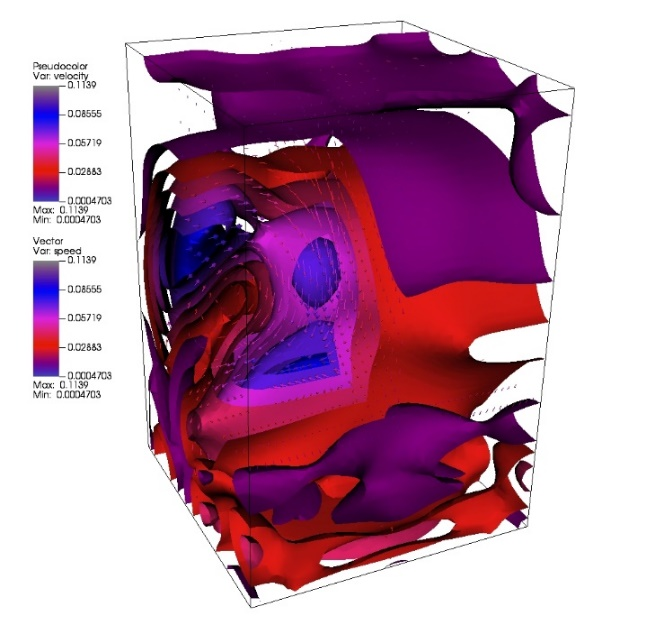 Pseudocolor
Var: velocity
0.1139
0.08555
0.05719
0.02883
0.0004703
Max: 0.1139
Min: 0.0004703
Vector
Var: speed
0.1139
0.08555
0.05719
0.02883
0.0004703
Max: 0.1139
Min: 0.0004703